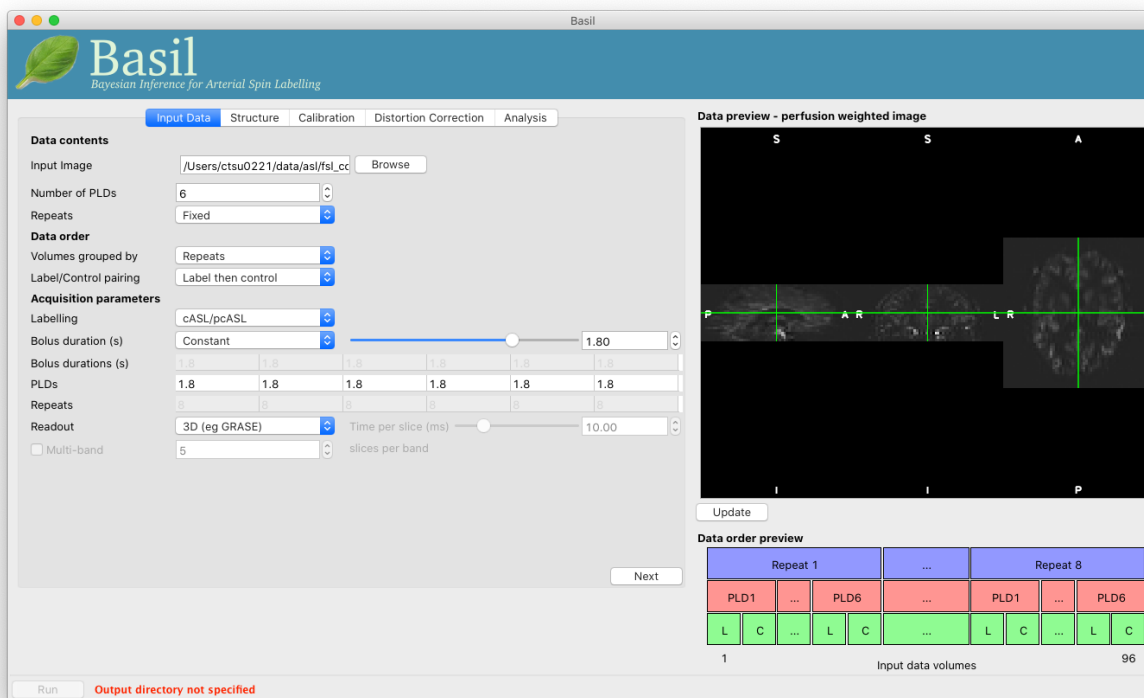 Basil
Basil
Bayesian Inference for Arterial Spin Labelling
Input Data Structure Calibration Distortion Correction Analysis
Data contents
Input Image /Users/ctsu0221/data/asl/fsl_cc Browse
Number of PLDs 6
Repeats Fixed
Data order
Volumes grouped by Repeats
Label/Control pairing Label then control
Acquisition parameters
Labelling cASL/pcASL
Bolus duration (s) Constant 1.80
Bolus durations (s) 1.8 1.8 1.8 1.8 1.8 1.8
PLDs 1.8 1.8 1.8 1.8 1.8 1.8
Repeats 8 8 8 8 8 6
Readout 3D (eg GRASE) Time per slice (ms) 10.00
Multi-band 5 slices per band
Next
Data preview - perfusion weighted image
S S A
P A R L R
I I P
Update
Data order preview
Repeat 1 ... Repeat 8
PLD1 ... PLD6 ... PLD1 ... PLD6
L C ... L C ... L C ... L C
1 96
Input data volumes
Run Output directory not specified